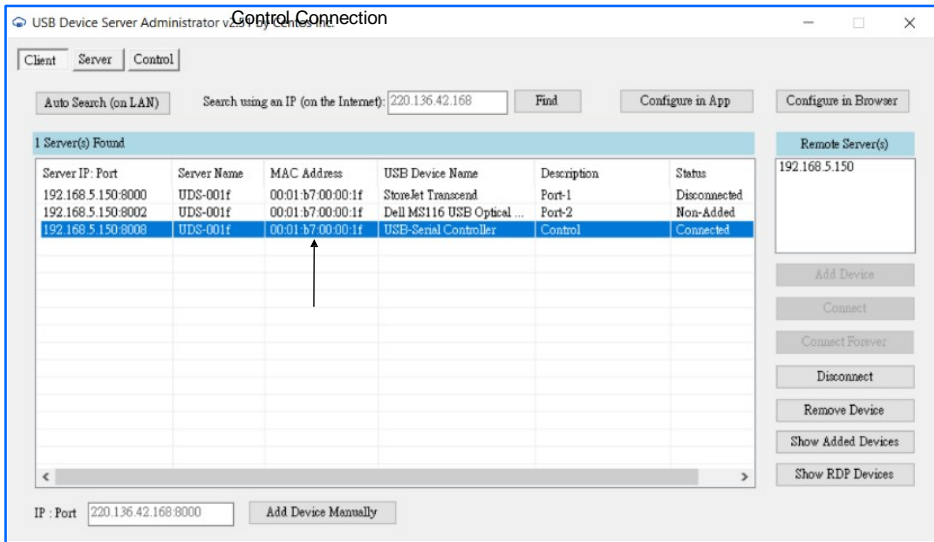 Control Connection
USB Device Server Administrator v2.51 by Centos Inc.
Client Server Control
Auto Search (on LAN) Search using an IP (on the Internet): 220.136.42.168 Find Configure in App Configure in Browser
1 Server(s) Found Remote Server(s)
Server IP: Port Server Name MAC Address USB Device Name Description Status 192.168.5.150
192.168.5.150:8000 UDS-001f 00:01:b7:00:00:1f StoreJet Transcend Port-1 Disconnected
192.168.5.150:8002 UDS-001f 00:01:b7:00:00:1f Dell MS116 USB Optical ... Port-2 Non-Added
192.168.5.150:8008 UDS-001f 00:01:b7:00:00:1f USB-Serial Controller Control Connected
Add Device
Connect
Connect Forever
Disconnect
Remove Device
Show Added Devices
Show RDP Devices
IP : Port 220.136.42.168:8000 Add Device Manually